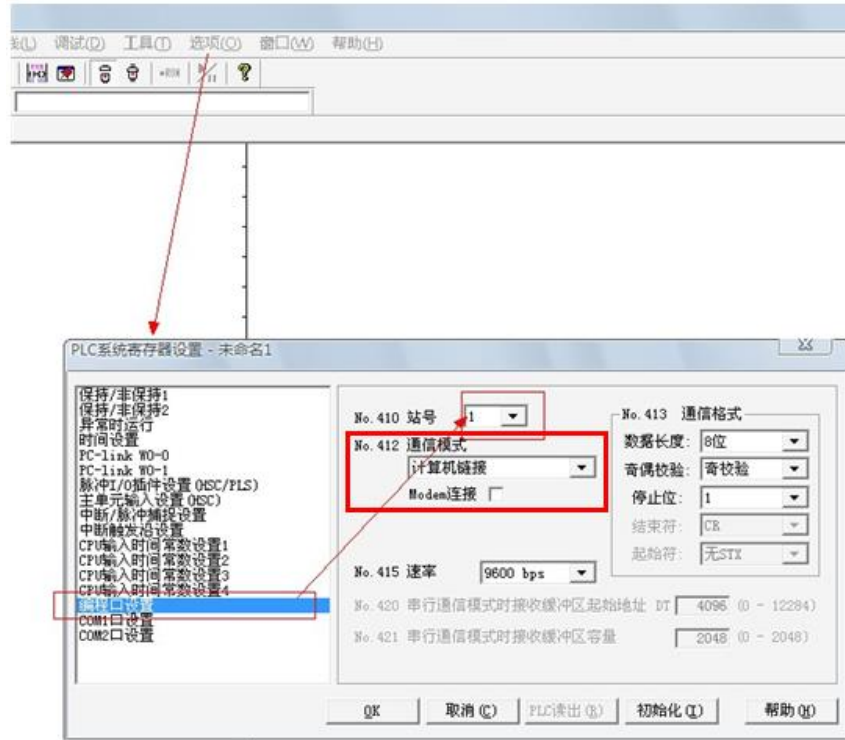 线(L) 调试(D) 工具(T) 选项(O) 窗口(W) 帮助(H)
PLC系统寄存器设置 - 未命名1
保持/非保持1
保持/非保持2
异常时运行
时间设置
PC-link W0-0
PC-link W0-1
脉冲I/O插件设置(HSC/PLS)
主单元输入设置(HSC)
中断/脉冲捕捉设置
中断触发沿设置
CPU输入时间常数设置1
CPU输入时间常数设置2
CPU输入时间常数设置3
CPU输入时间常数设置4
编程口设置
COM1口设置
COM2口设置
No.410 站号 1
No.412 通信模式
计算机链接
Modem连接
No.413 通信格式
数据长度: 8位
奇偶校验: 奇校验
停止位: 1
结束符: CR
起始符: 无STX
No.415 速率 9600 bps
No.420 串行通信模式时接收缓冲区起始地址 DT 4096 (0 - 12284)
No.421 串行通信模式时接收缓冲区容量 2048 (0 - 2048)
OK 取消(C) PLC读出(R) 初始化(I) 帮助(H)